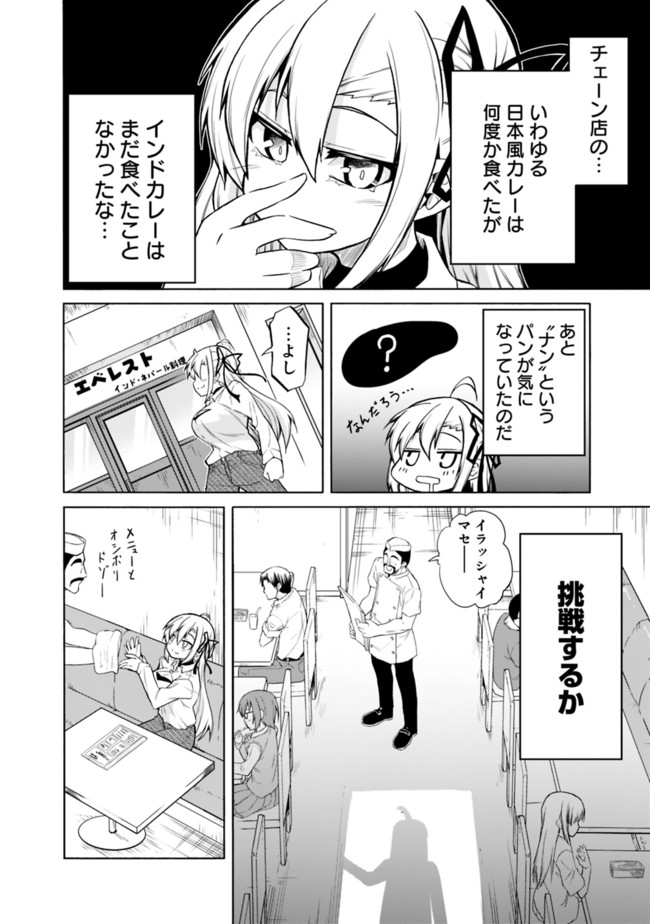 チェーン店の…
いわゆる
日本風カレーは
何度か食べたが
インドカレーは
まだ食べたこと
なかったな…
あと
〝ナン〟という
パンが気に
なっていたのだ
？
なんだろう…
…よし
エベレスト
インド・ネパール料理
挑戦するか
イラッシャイ
マセ――
メニューと
オシボリ
ドゾー